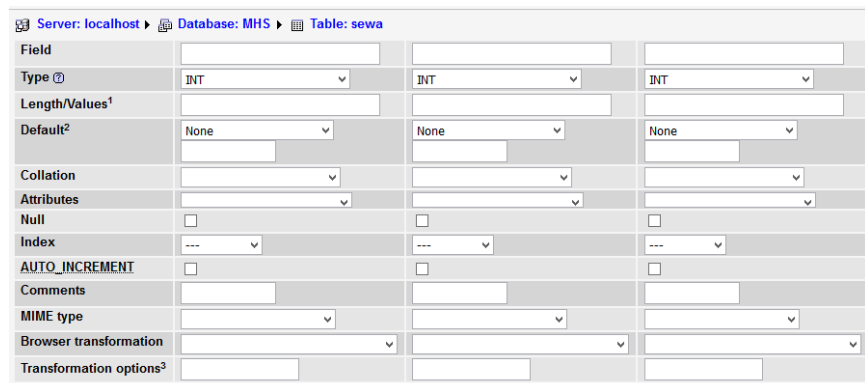 Server: localhost ▸ Database: MHS ▸ Table: sewa
Field
Type INT INT INT
Length/Values¹
Default² None None None
Collation
Attributes
Null
Index --- --- ---
AUTO_INCREMENT
Comments
MIME type
Browser transformation
Transformation options³